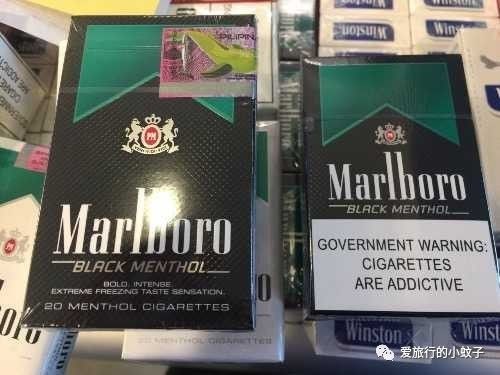 PILIPIN
Marlboro
BLACK MENTHOL
BOLD. INTENSE.
EXTREME FREEZING TASTE SENSATION.
20 MENTHOL CIGARETTES
Winston
Winston
Marlboro
BLACK MENTHOL
GOVERNMENT WARNING:
CIGARETTES
ARE ADDICTIVE
Winston
爱旅行的小蚊子